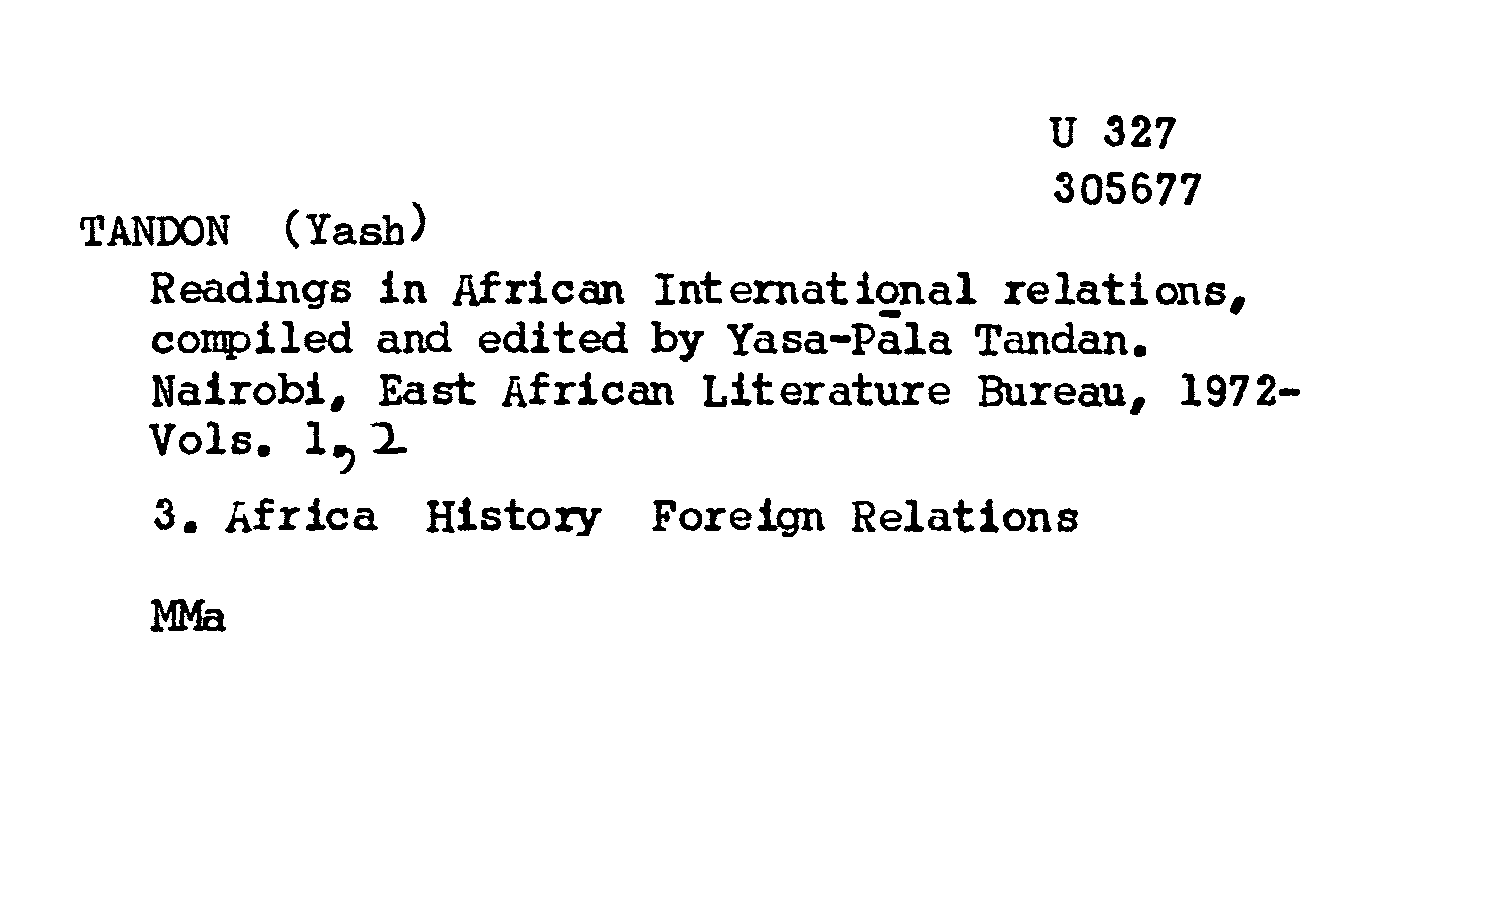 U 327
305677
TANDON (Yash)
Readings in African International relations,
compiled and edited by Yasa-Pāla Tandan.
Nairobi, East African Literature Bureau, 1972-
Vols. 1., 2
3. Africa History Foreign Relations
MMa